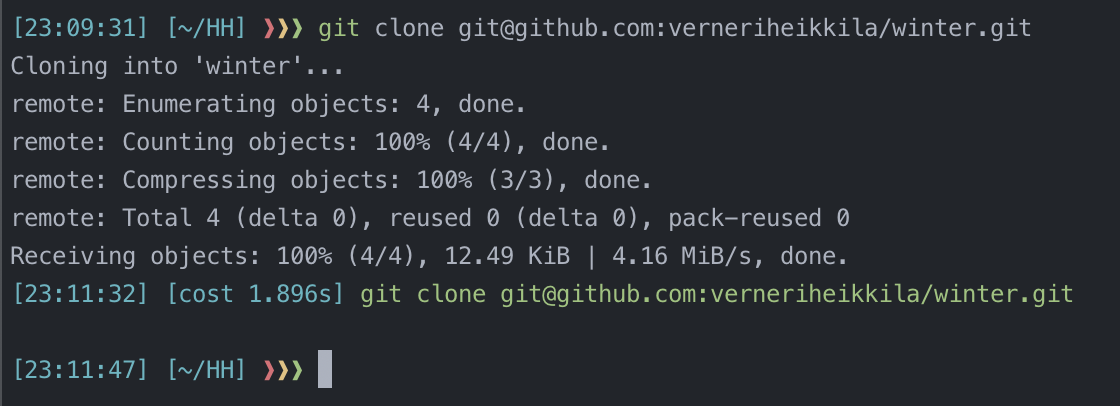 [23:09:31] [~/HH] ❯❯❯ git clone git@github.com:verneriheikkila/winter.git
Cloning into 'winter'...
remote: Enumerating objects: 4, done.
remote: Counting objects: 100% (4/4), done.
remote: Compressing objects: 100% (3/3), done.
remote: Total 4 (delta 0), reused 0 (delta 0), pack-reused 0
Receiving objects: 100% (4/4), 12.49 KiB | 4.16 MiB/s, done.
[23:11:32] [cost 1.896s] git clone git@github.com:verneriheikkila/winter.git
[23:11:47] [~/HH] ❯❯❯